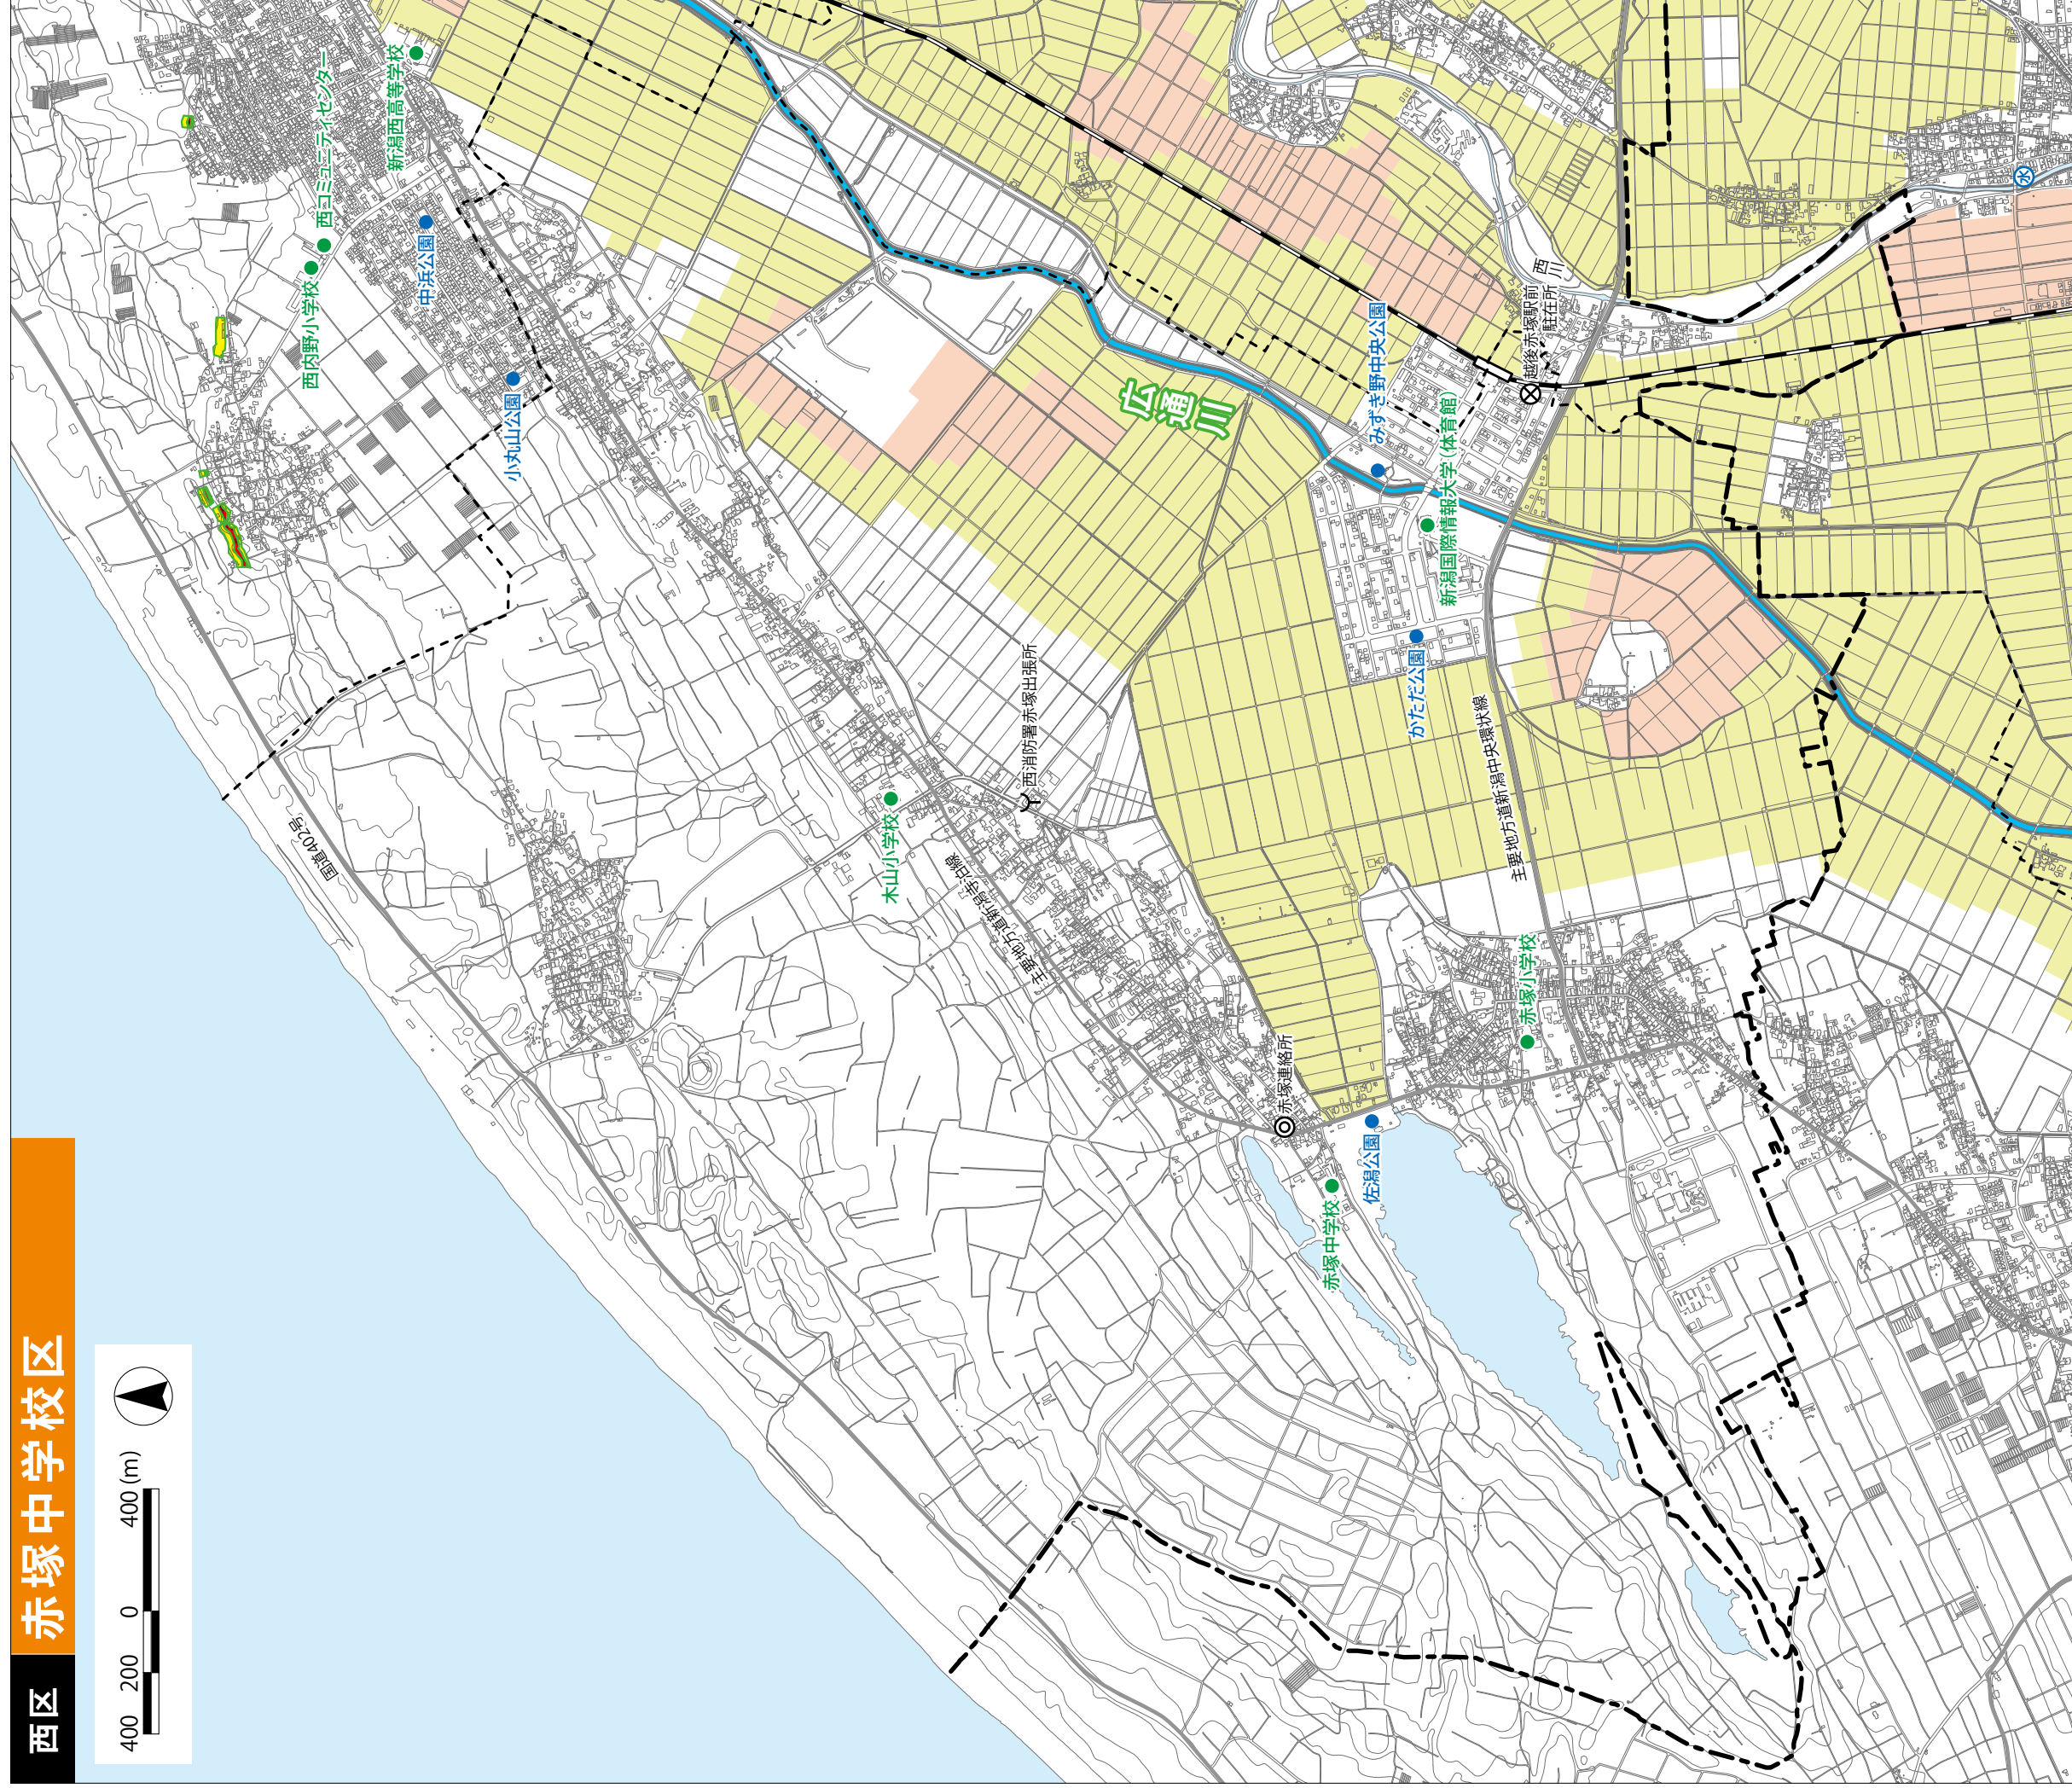 西区
赤塚中学校区
400 200 0 400 (m)
新潟西高等学校
西コミュニティセンター
西内野小学校
中浜公園
小丸山公園
国道402号
木山小学校
西消防署赤塚出張所
主要地方道新潟寺泊線
広通川
みずき野中央公園
新潟国際情報大学(体育館)
越後赤塚駅前
駐在所
西川
かただ公園
主要地方道新潟中央環状線
赤塚小学校
赤塚連絡所
佐潟公園
赤塚中学校
水